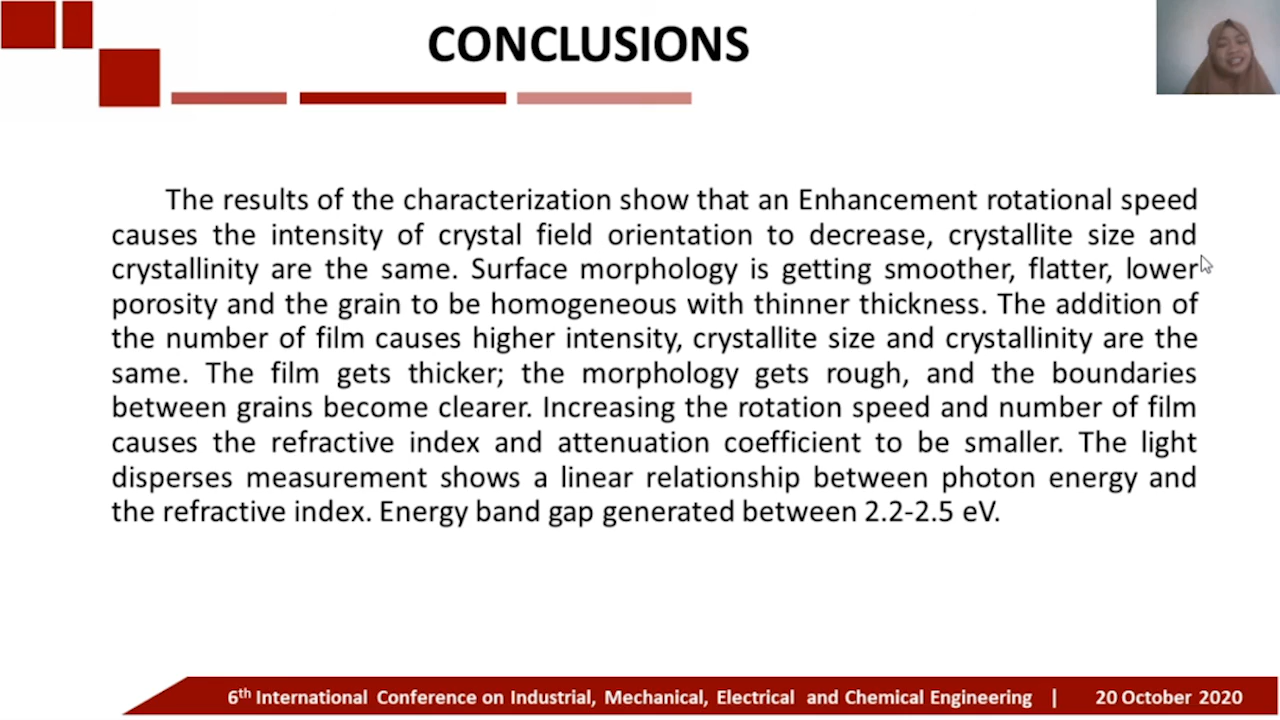 CONCLUSIONS
The results of the characterization show that an Enhancement rotational speed
causes the intensity of crystal field orientation to decrease, crystallite size and
crystallinity are the same. Surface morphology is getting smoother, flatter, lower
porosity and the grain to be homogeneous with thinner thickness. The addition of
the number of film causes higher intensity, crystallite size and crystallinity are the
same. The film gets thicker; the morphology gets rough, and the boundaries
between grains become clearer. Increasing the rotation speed and number of film
causes the refractive index and attenuation coefficient to be smaller. The light
disperses measurement shows a linear relationship between photon energy and
the refractive index. Energy band gap generated between 2.2-2.5 eV.
6th International Conference on Industrial, Mechanical, Electrical and Chemical Engineering | 20 October 2020